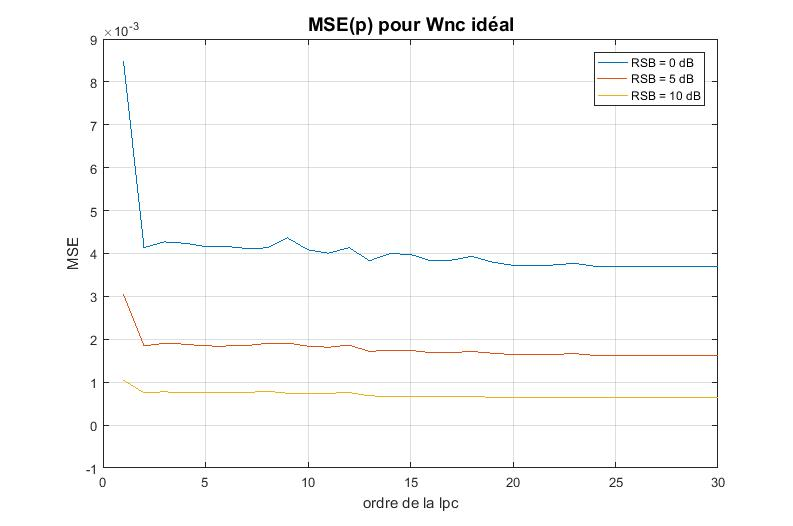 MSE(p) pour Wnc idéal
×10-3
9
8
7
6
5
4
3
2
1
0
-1
MSE
RSB = 0 dB
RSB = 5 dB
RSB = 10 dB
0 5 10 15 20 25 30
ordre de la lpc